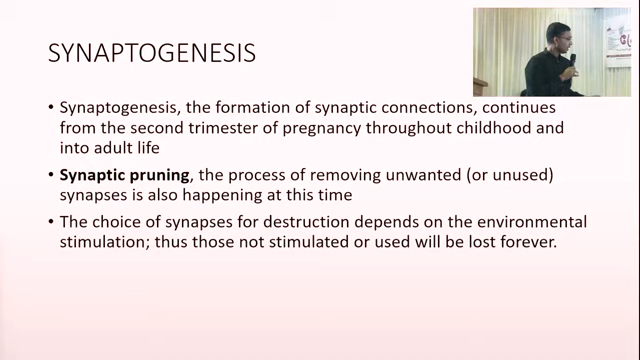 SYNAPTOGENESIS
• Synaptogenesis, the formation of synaptic connections, continues
from the second trimester of pregnancy throughout childhood and
into adult life
• Synaptic pruning, the process of removing unwanted (or unused)
synapses is also happening at this time
• The choice of synapses for destruction depends on the environmental
stimulation; thus those not stimulated or used will be lost forever.